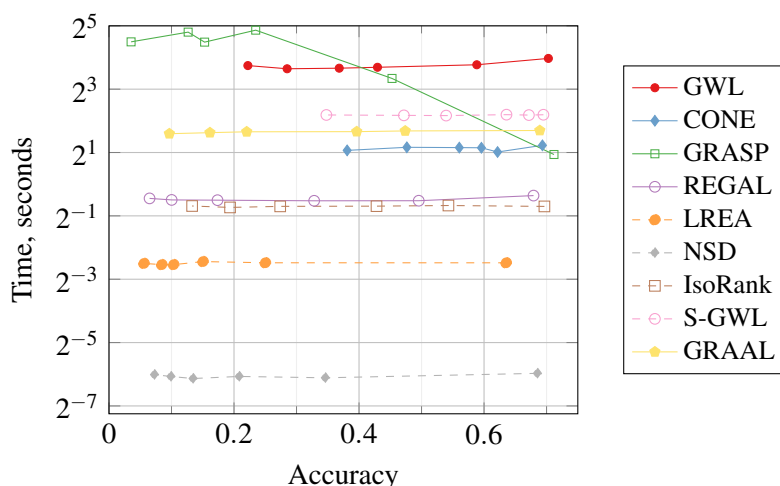 2^5
2^3
2^1
2^−1
2^−3
2^−5
2^−7
Time, seconds
0
0.2
0.4
0.6
Accuracy
GWL
CONE
GRASP
REGAL
LREA
NSD
IsoRank
S-GWL
GRAAL